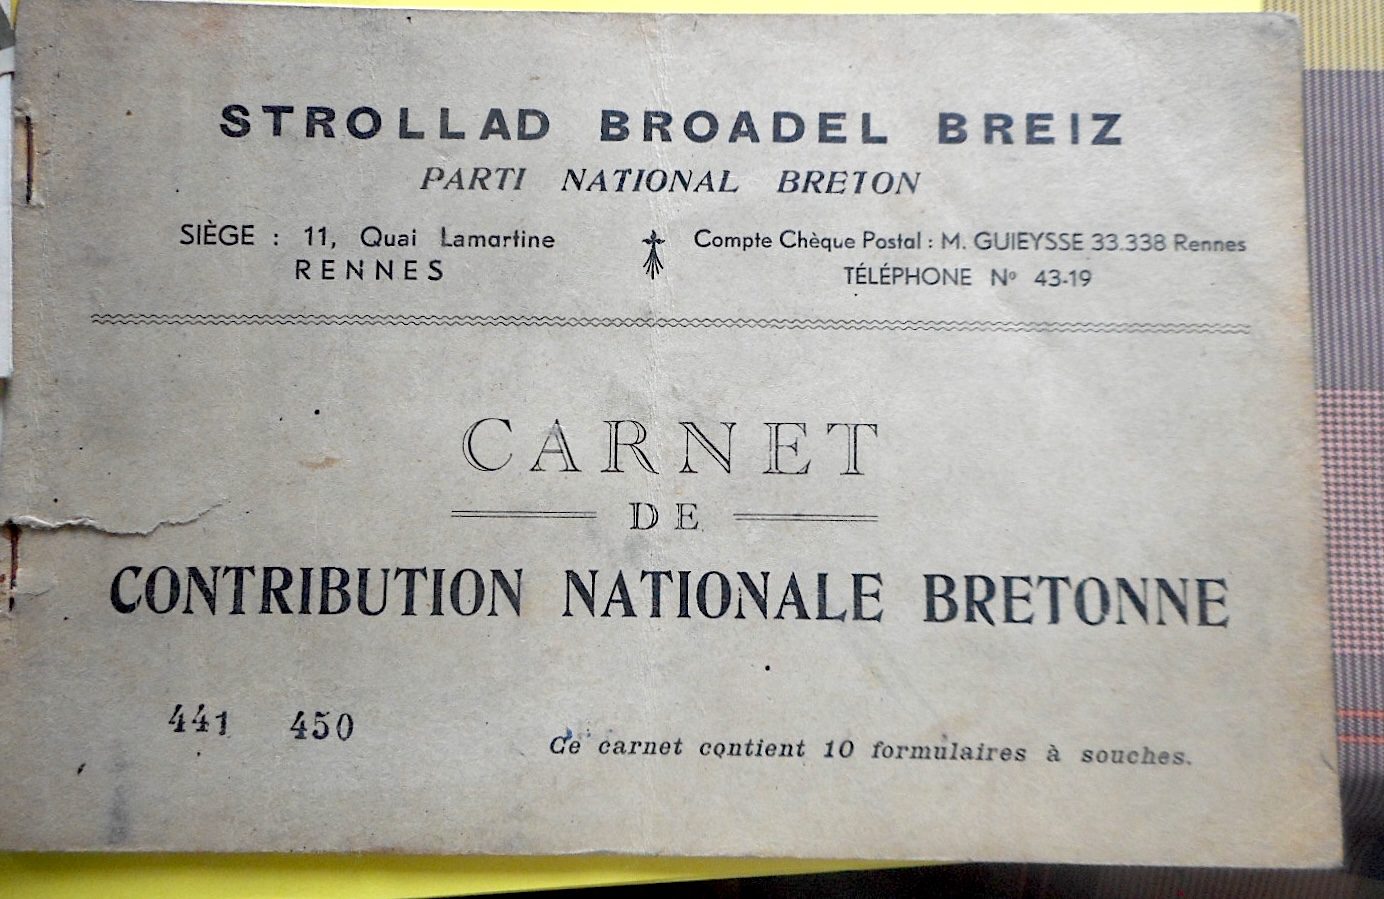 STROLLAD BROADEL BREIZ
PARTI NATIONAL BRETON
SIÈGE : 11, Quai Lamartine
RENNES
Compte Chèque Postal : M. GUIEYSSE 33.338 Rennes
TÉLÉPHONE Nº 43-19
CARNET
DE
CONTRIBUTION NATIONALE BRETONNE
441 450
Ce carnet contient 10 formulaires à souches.